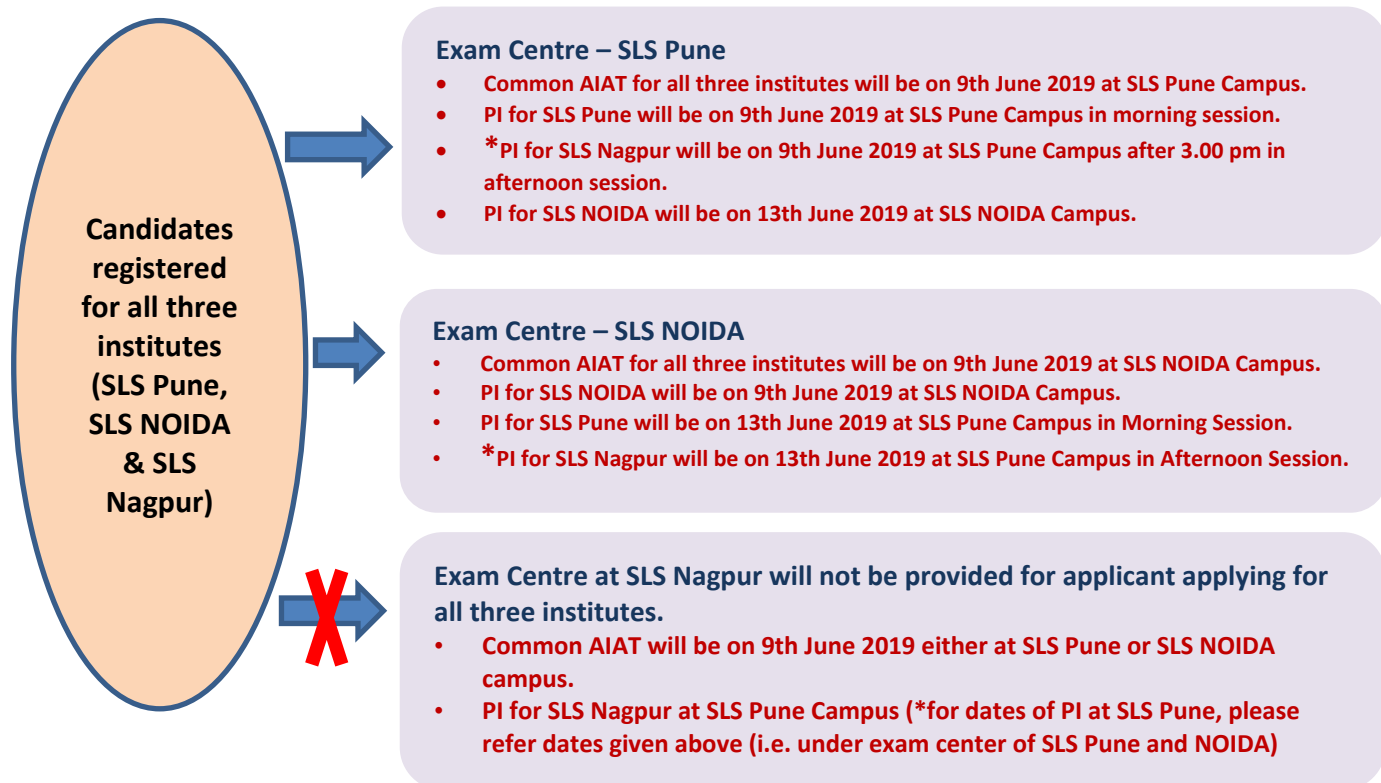 Candidates
registered
for all three
institutes
(SLS Pune,
SLS NOIDA
& SLS
Nagpur)
Exam Centre – SLS Pune
• Common AIAT for all three institutes will be on 9th June 2019 at SLS Pune Campus.
• PI for SLS Pune will be on 9th June 2019 at SLS Pune Campus in morning session.
• *PI for SLS Nagpur will be on 9th June 2019 at SLS Pune Campus after 3.00 pm in
afternoon session.
• PI for SLS NOIDA will be on 13th June 2019 at SLS NOIDA Campus.
Exam Centre – SLS NOIDA
• Common AIAT for all three institutes will be on 9th June 2019 at SLS NOIDA Campus.
• PI for SLS NOIDA will be on 9th June 2019 at SLS NOIDA Campus.
• PI for SLS Pune will be on 13th June 2019 at SLS Pune Campus in Morning Session.
• *PI for SLS Nagpur will be on 13th June 2019 at SLS Pune Campus in Afternoon Session.
Exam Centre at SLS Nagpur will not be provided for applicant applying for
all three institutes.
• Common AIAT will be on 9th June 2019 either at SLS Pune or SLS NOIDA
campus.
• PI for SLS Nagpur at SLS Pune Campus (*for dates of PI at SLS Pune, please
refer dates given above (i.e. under exam center of SLS Pune and NOIDA)